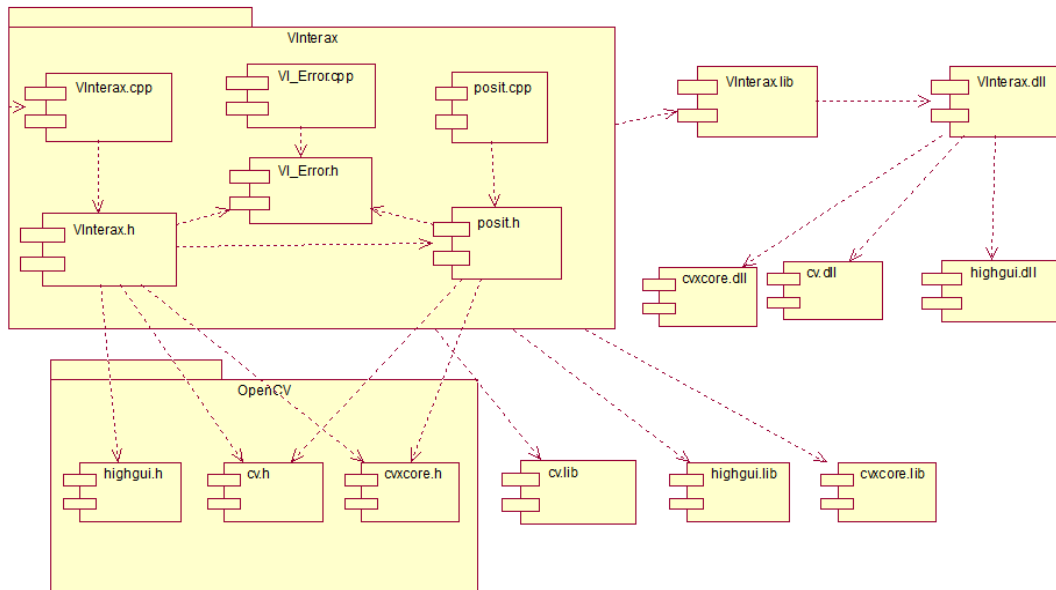 VInterax
VInterax.cpp
VI_Error.cpp
posit.cpp
VInterax.lib
VInterax.dll
VI_Error.h
VInterax.h
posit.h
cvxcore.dll
cv.dll
highgui.dll
OpenCV
highgui.h
cv.h
cvxcore.h
cv.lib
highgui.lib
cvxcore.lib